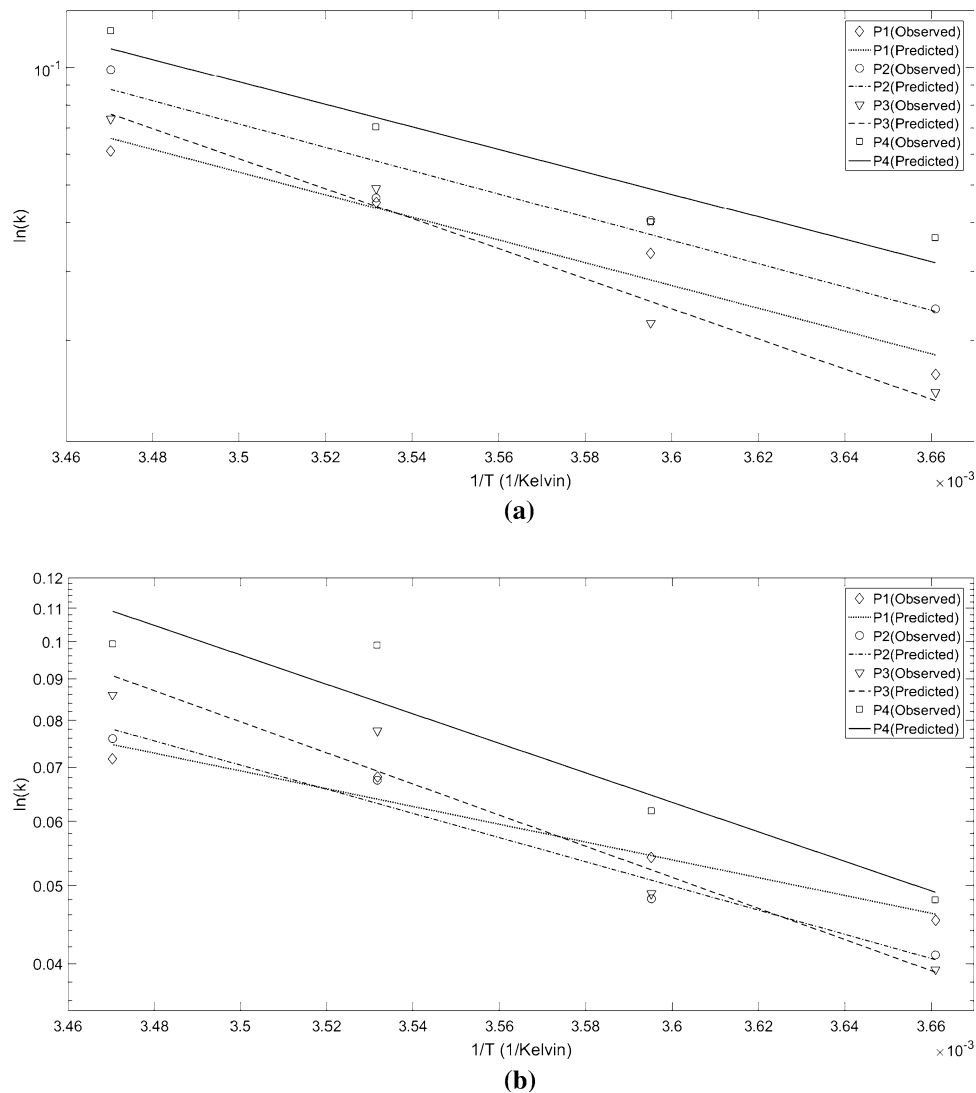 10⁻¹
ln(k)
P1(Observed)
P1(Predicted)
P2(Observed)
P2(Predicted)
P3(Observed)
P3(Predicted)
P4(Observed)
P4(Predicted)
3.46 3.48 3.5 3.52 3.54 3.56 3.58 3.6 3.62 3.64 3.66
1/T (1/Kelvin)
×10⁻³
(a)
0.12
0.11
0.1
0.09
0.08
0.07
0.06
0.05
0.04
ln(k)
P1(Observed)
P1(Predicted)
P2(Observed)
P2(Predicted)
P3(Observed)
P3(Predicted)
P4(Observed)
P4(Predicted)
3.46 3.48 3.5 3.52 3.54 3.56 3.58 3.6 3.62 3.64 3.66
1/T (1/Kelvin)
×10⁻³
(b)